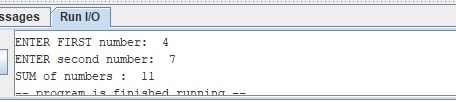 ssages Run I/O
ENTER FIRST number:  4
ENTER second number:  7
SUM of numbers :  11
-- program is finished running --